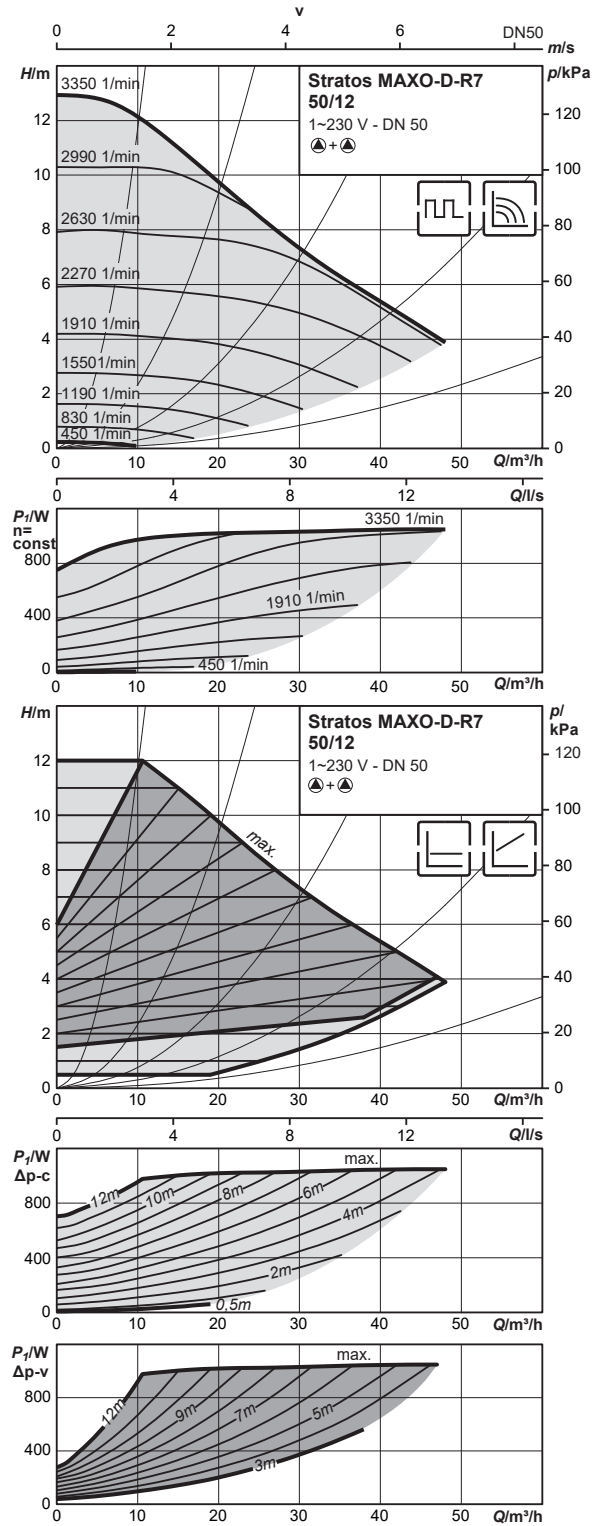 v
0 2 4 6 DN50
m/s
H/m
p/kPa
3350 1/min
Stratos MAXO-D-R7
50/12
1~230 V - DN 50
+
120
12
2990 1/min
100
10
2630 1/min
80
8
2270 1/min
60
6
1910 1/min
40
4
1550 1/min
20
2
1190 1/min
830 1/min
450 1/min
0
0
0 10 20 30 40 Q/m³/h
0 4 8 12 Q/l/s
P₁/W
n=
const
3350 1/min
800
1910 1/min
400
450 1/min
0
0 10 20 30 40 50 Q/m³/h
H/m
p/
kPa
Stratos MAXO-D-R7
50/12
1~230 V - DN 50
+
120
12
max.
100
10
80
8
60
6
40
4
20
2
0
0
0 10 20 30 40 50 Q/m³/h
0 4 8 12 Q/l/s
P₁/W
Δp-c
max.
12m 10m 8m 6m 4m 2m 0,5m
800
400
0
0 10 20 30 40 50 Q/m³/h
P₁/W
Δp-v
max.
12m 9m 7m 5m 3m
800
400
0
0 10 20 30 40 50 Q/m³/h